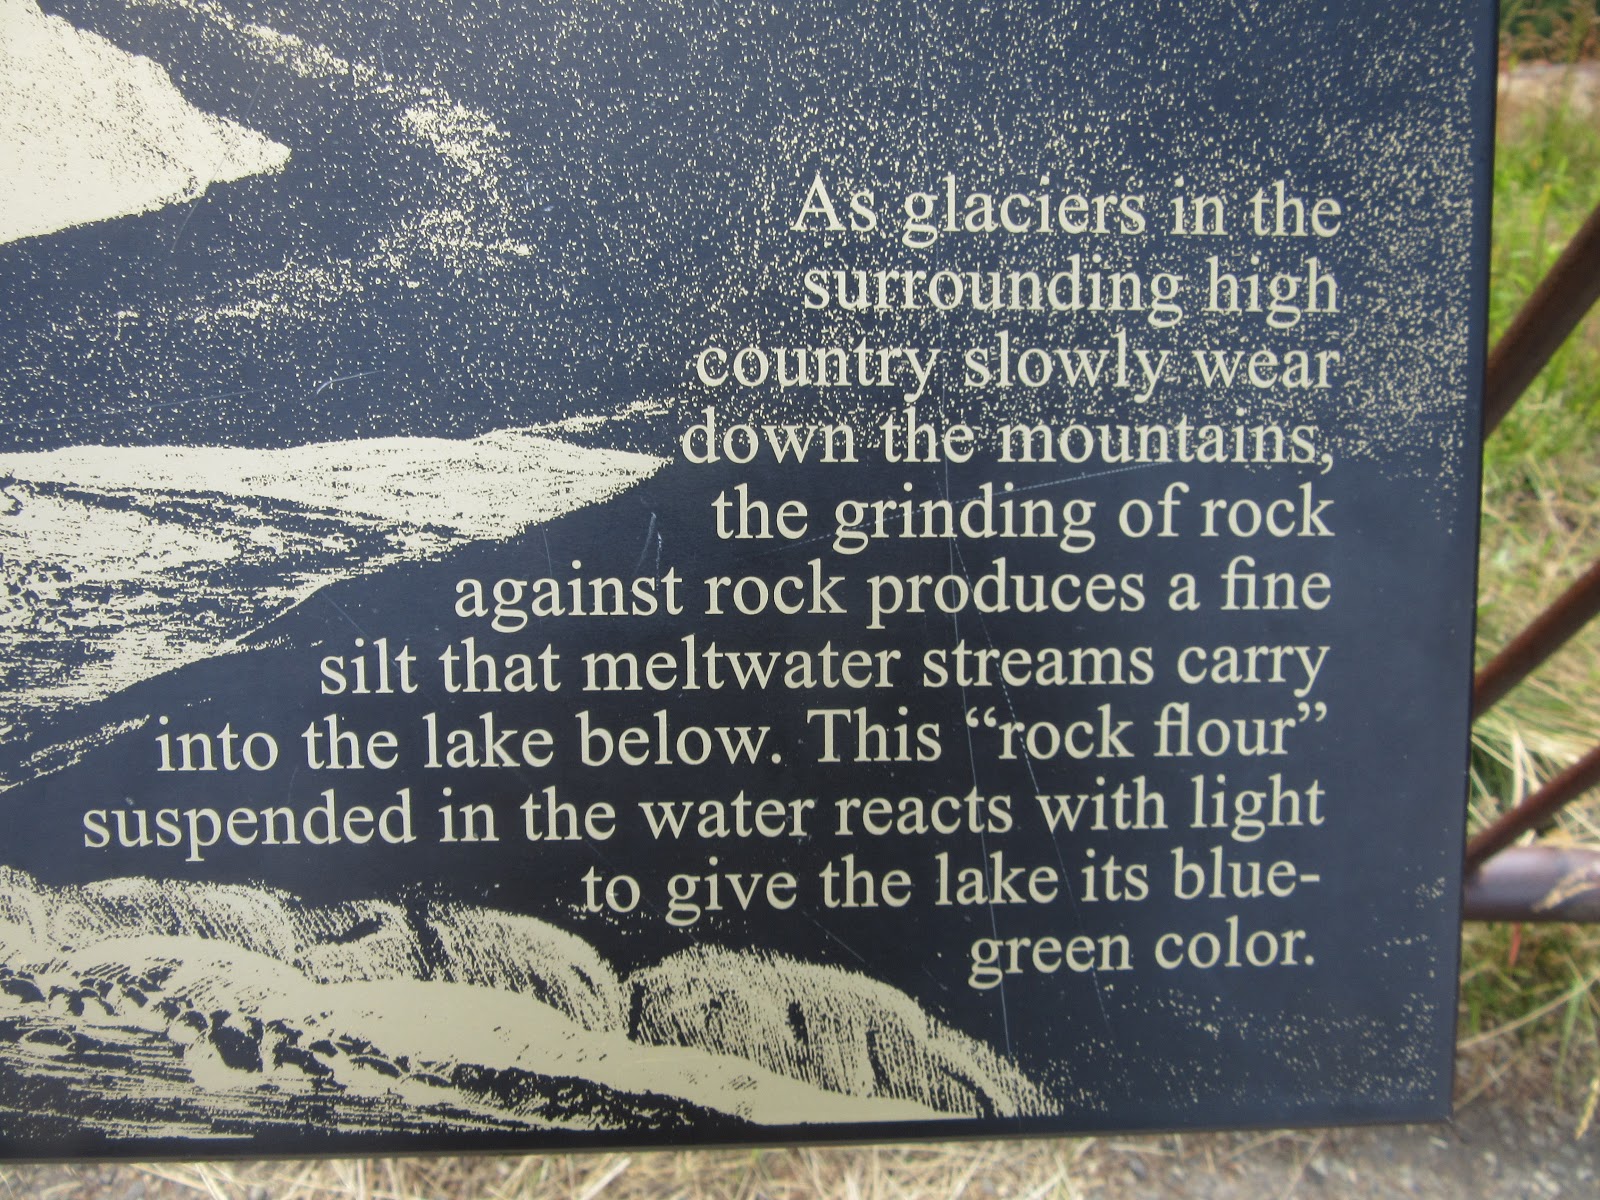 As glaciers in the
surrounding high
country slowly wear
down the mountains,
the grinding of rock
against rock produces a fine
silt that meltwater streams carry
into the lake below. This “rock flour”
suspended in the water reacts with light
to give the lake its blue-
green color.